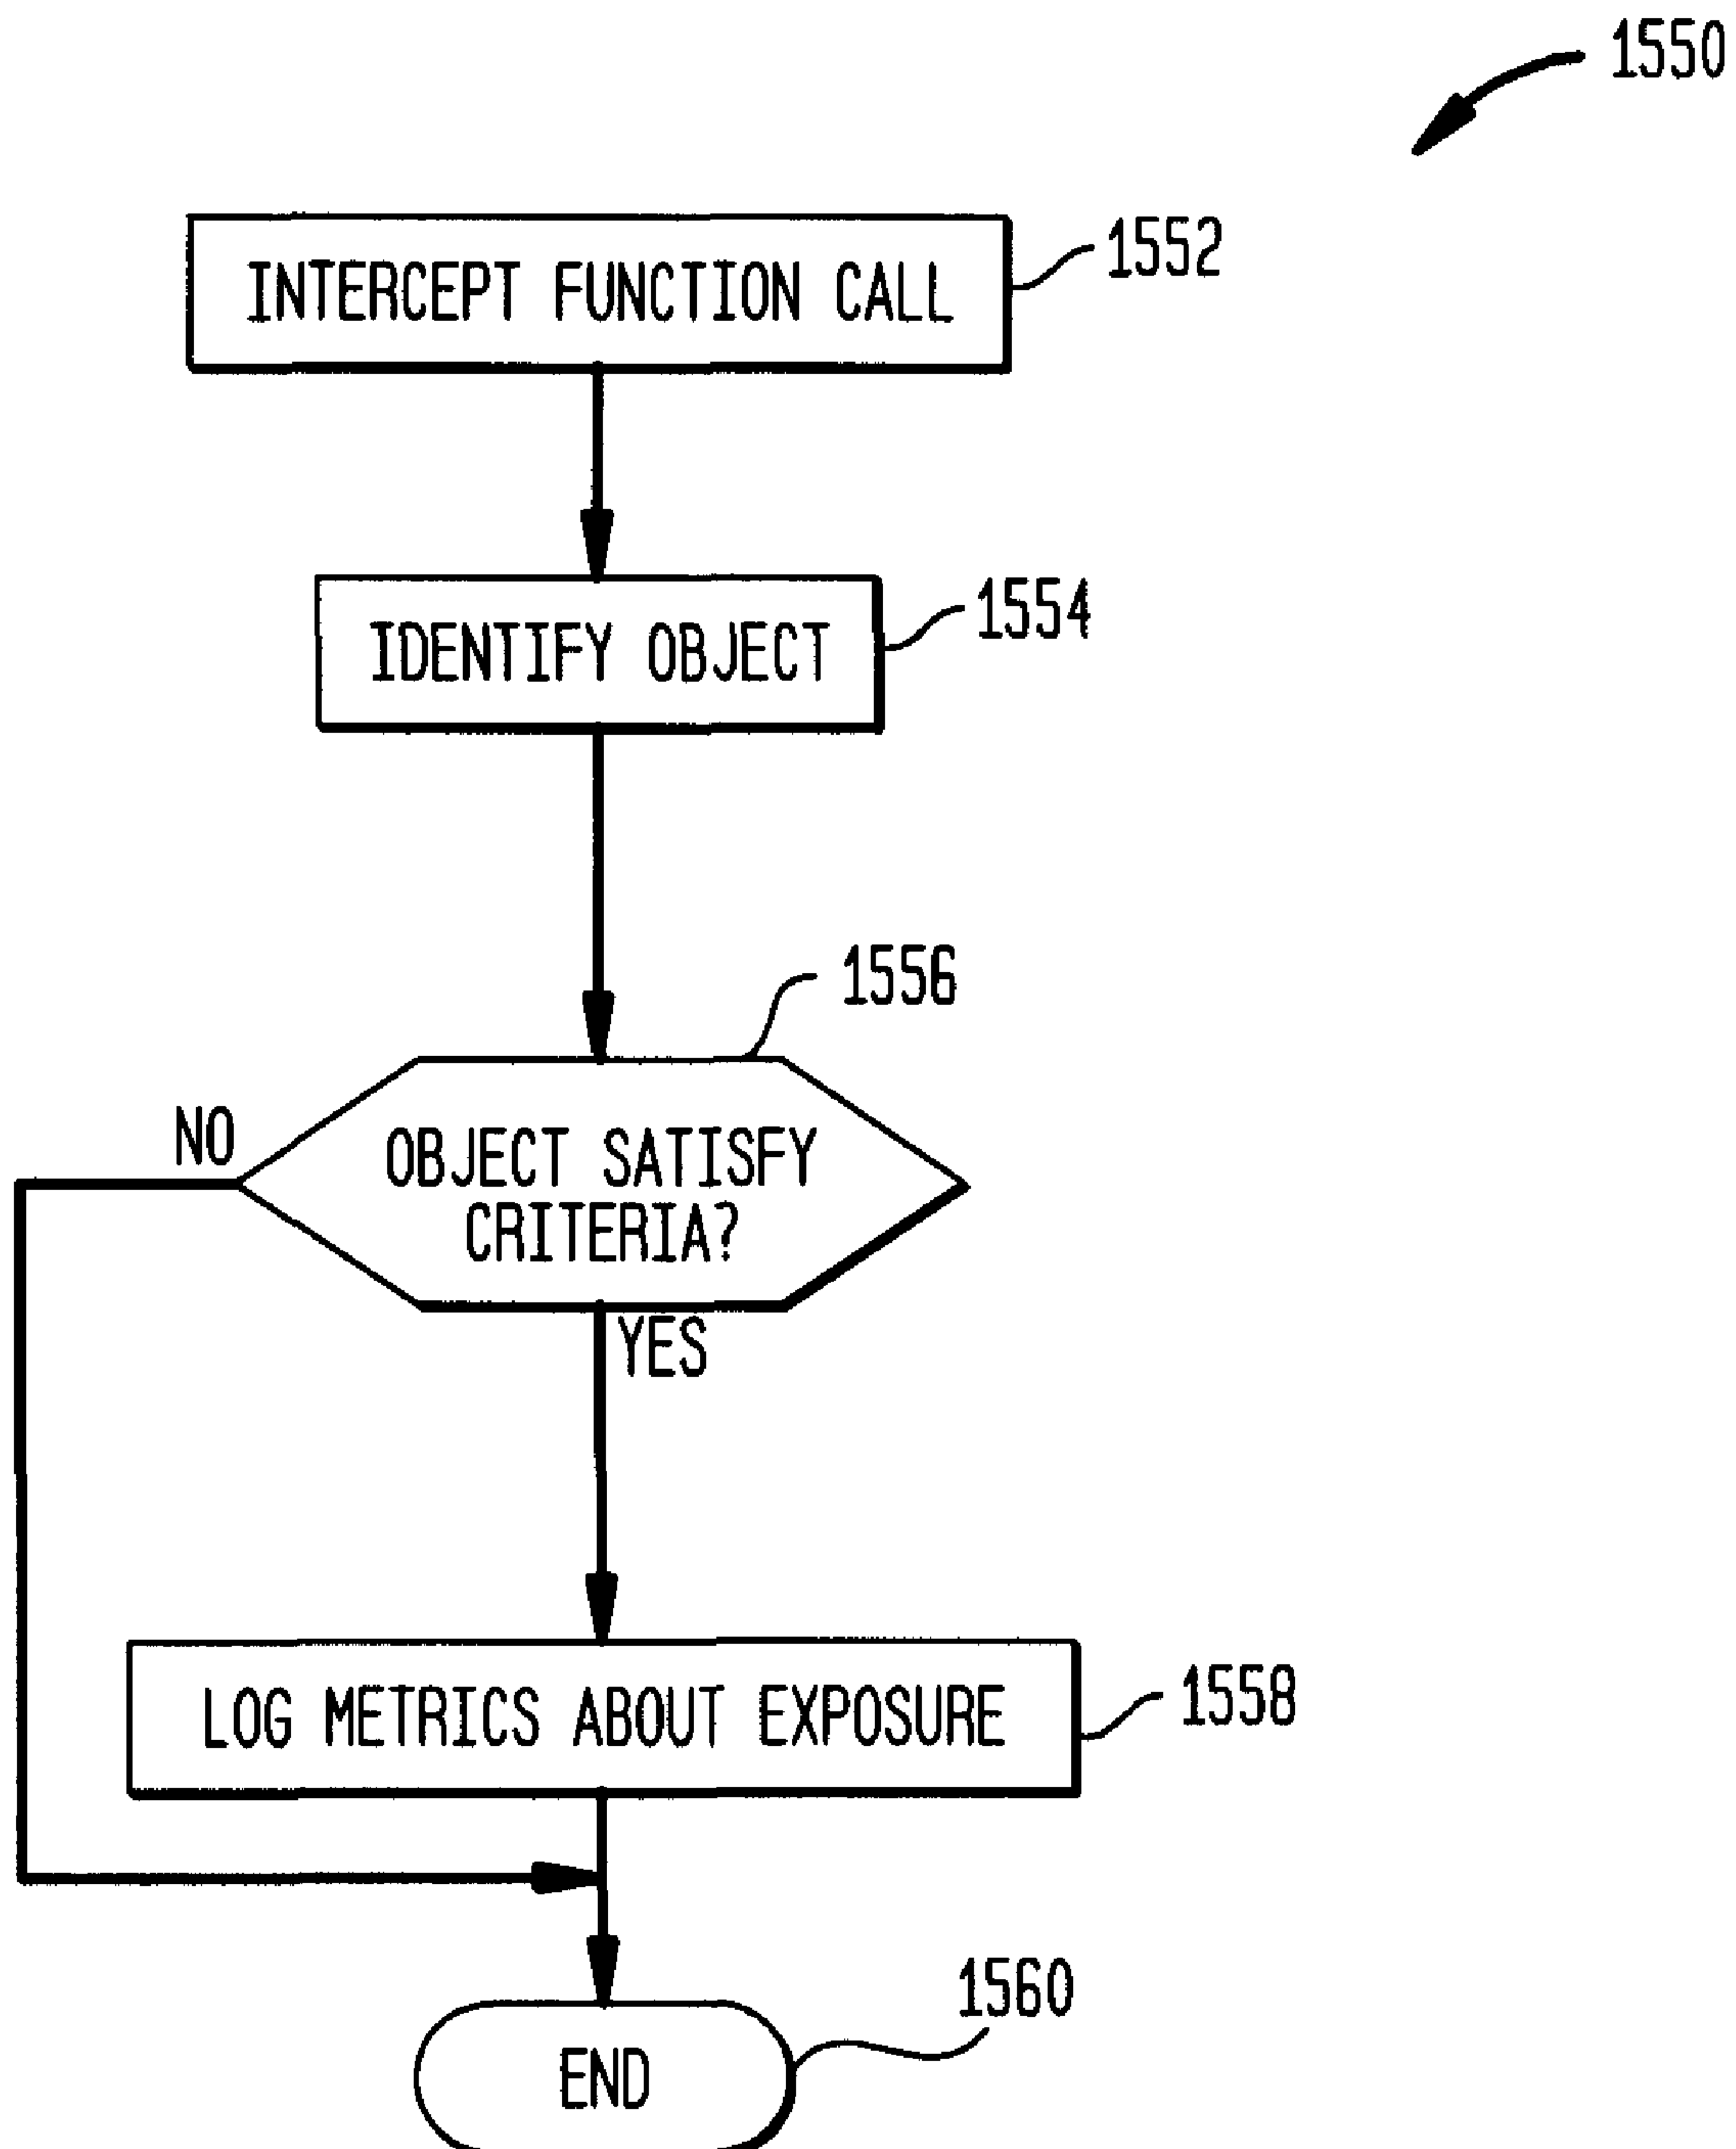 1550
INTERCEPT FUNCTION CALL
1552
IDENTIFY OBJECT
1554
1556
NO
OBJECT SATISFY
CRITERIA?
YES
LOG METRICS ABOUT EXPOSURE
1558
1560
END